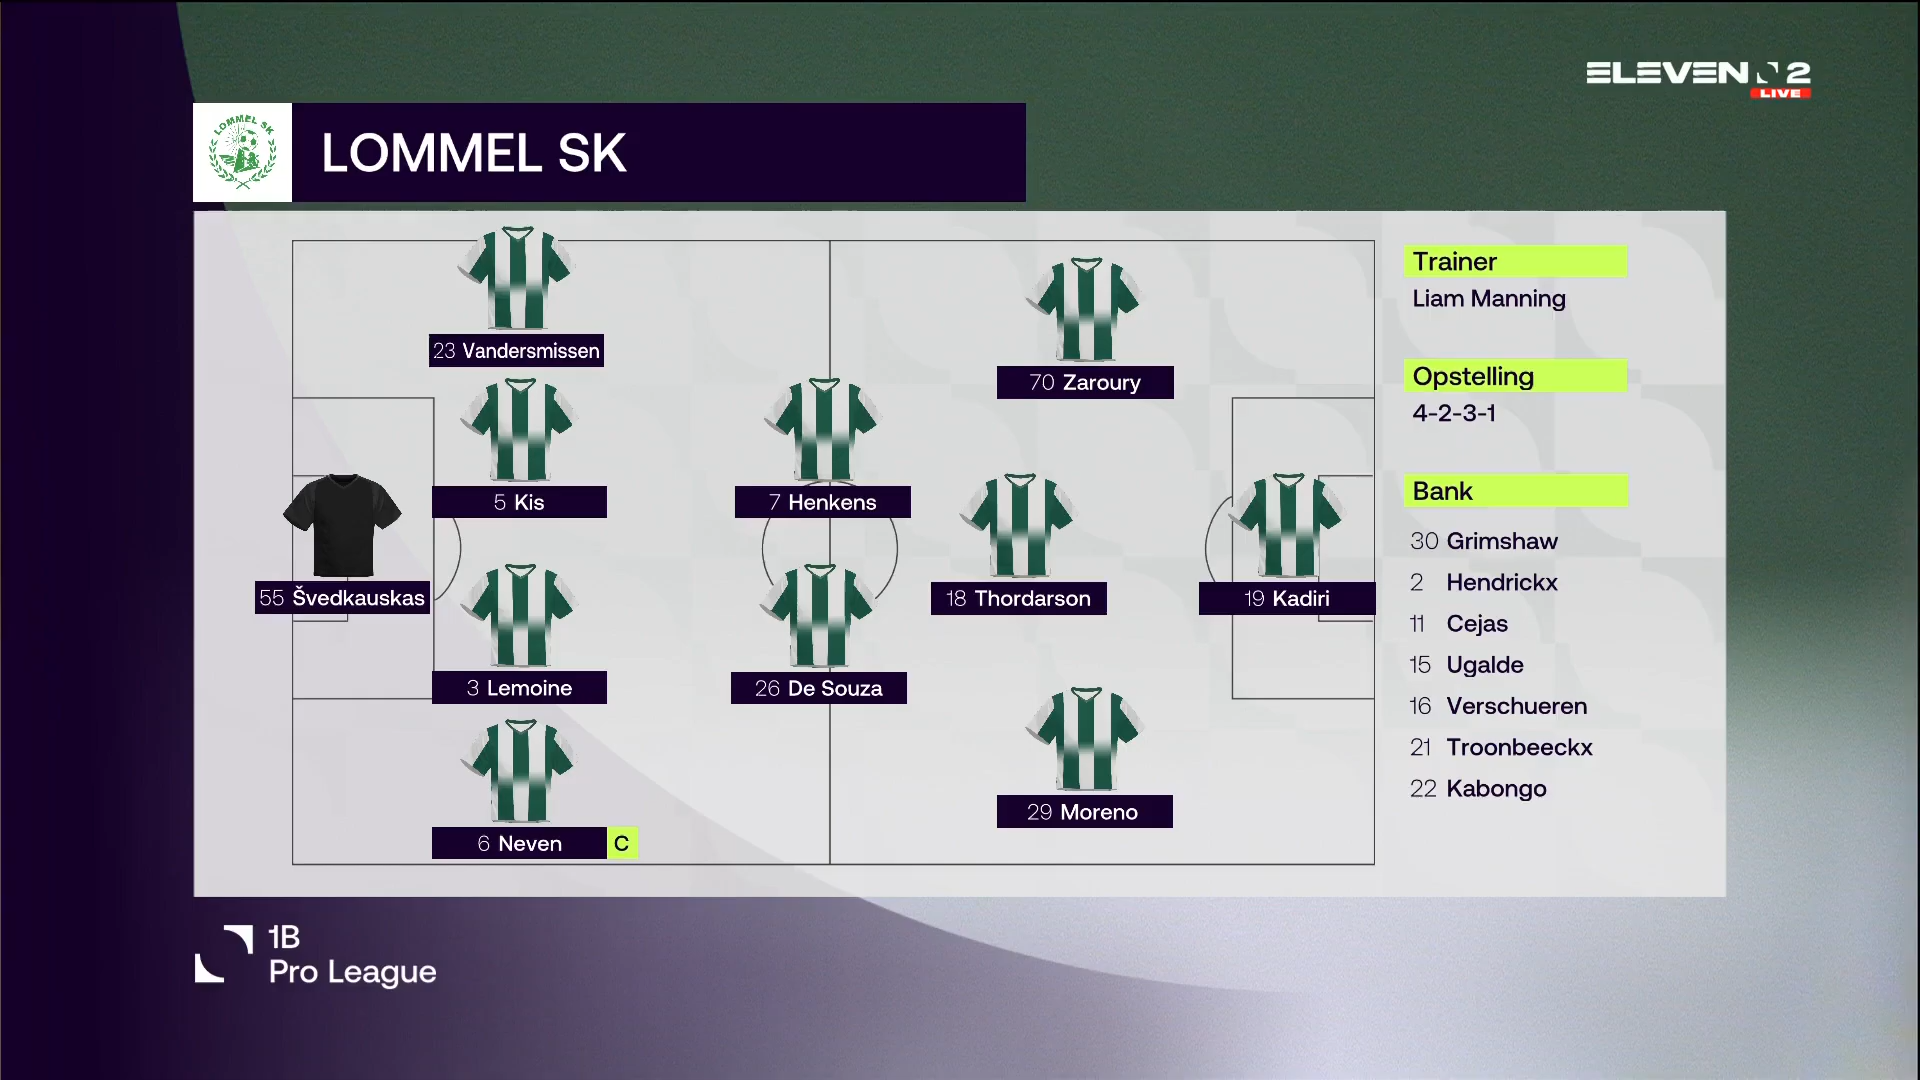 ELEVEN 2
LIVE
LOMMEL SK
LOMMEL SK
23 Vandersmissen
70 Zaroury
5 Kis
7 Henkens
55 Švedkauskas
18 Thordarson
19 Kadiri
3 Lemoine
26 De Souza
29 Moreno
6 Neven C
Trainer
Liam Manning
Opstelling
4-2-3-1
Bank
30 Grimshaw
2 Hendrickx
11 Cejas
15 Ugalde
16 Verschueren
21 Troonbeeckx
22 Kabongo
1B
Pro League